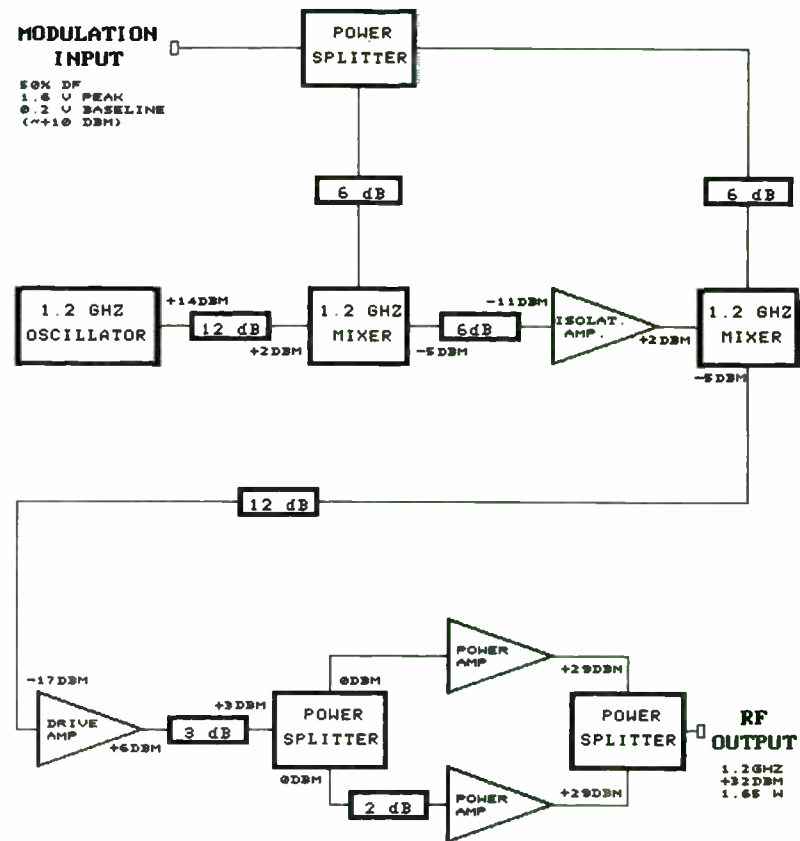 MODULATION
INPUT
50% DF
1.6 V PEAK
0.2 V BASELINE
(~+10 DBM)
POWER
SPLITTER
6 dB
6 dB
1.2 GHZ
OSCILLATOR
+14DBM
12 dB
+2DBM
1.2 GHZ
MIXER
-5DBM
6dB
-11DBM
ISOLAT.
AMP.
+2DBM
1.2 GHZ
MIXER
-5DBM
12 dB
-17DBM
DRIVE
AMP
+6DBM
3 dB
+3DBM
POWER
SPLITTER
0DBM
0DBM
2 dB
POWER
AMP
+29DBM
POWER
AMP
+29DBM
POWER
SPLITTER
RF
OUTPUT
1.2GHZ
+32DBM
1.65 W